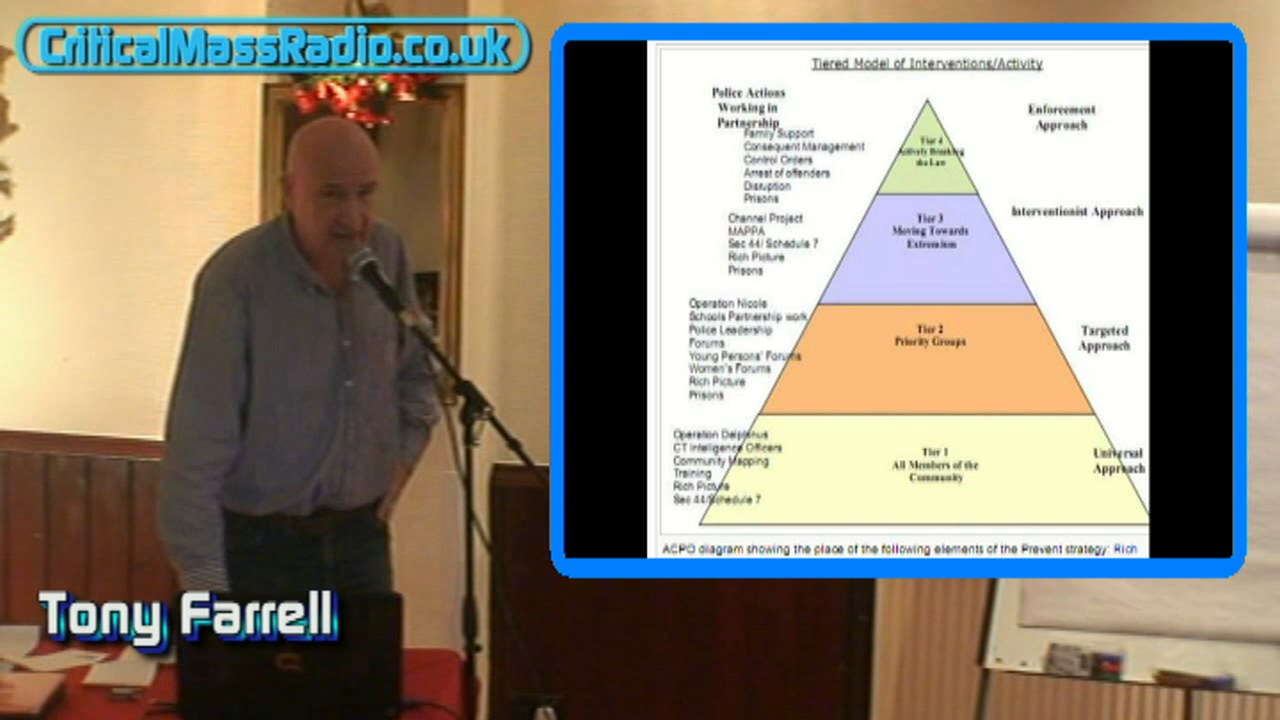 CriticalMassRadio.co.uk
Tiered Model of Interventions/Activity
Police Actions
Working in
Partnership
Family Support
Consequent Management
Control Orders
Arrest of offenders
Disruption
Prisons
Channel Project
MAPPA
Sec 44/ Schedule 7
Rich Picture
Prisons
Operation Nicole
Schools Partnership work
Police Leadership
Forums
Young Persons' Forums
Women's Forums
Rich Picture
Prisons
Operation Delphinus
CT Intelligence Officers
Community Mapping
Training
Rich Picture
Sec 44/Schedule 7
Tier 4
Actively Breaking
the Law
Tier 3
Moving Towards
Extremism
Tier 2
Priority Groups
Tier 1
All Members of the
Community
Enforcement
Approach
Interventionist Approach
Targeted
Approach
Universal
Approach
ACPO diagram showing the place of the following elements of the Prevent strategy: Rich
Tony Farrell